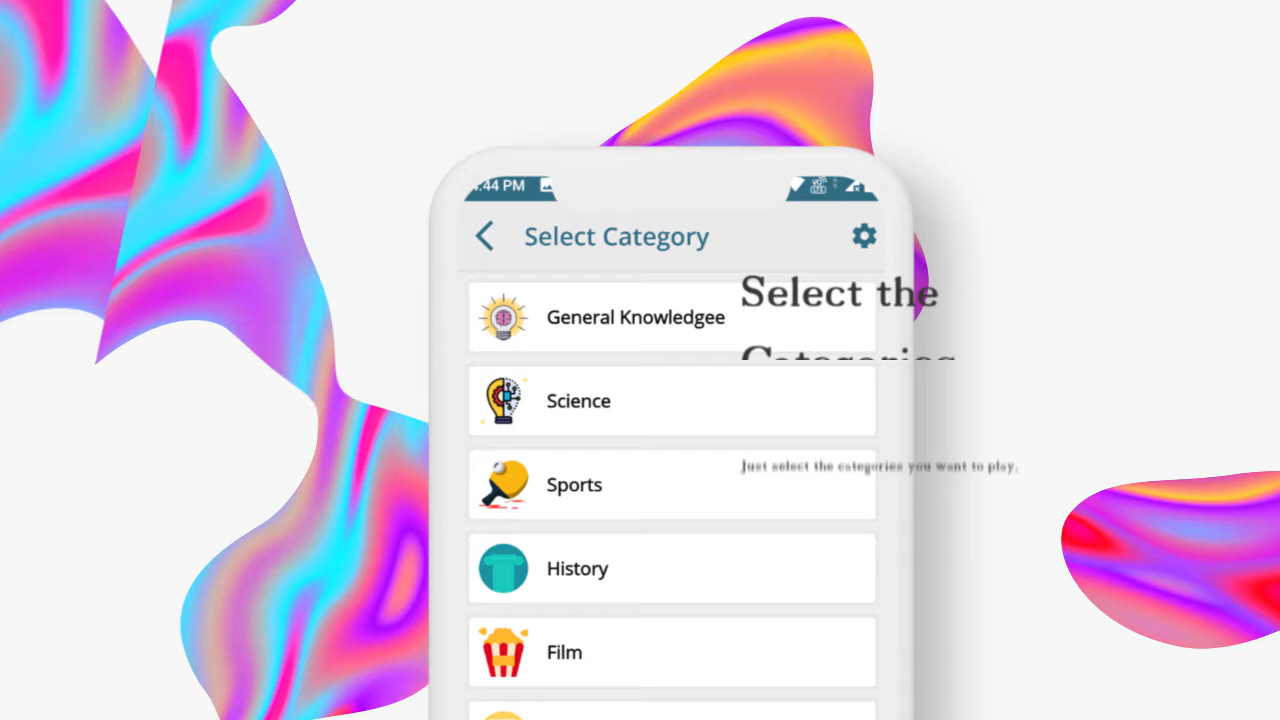 :44 PM
Select Category
Select the
General Knowledgee
Categories
Science
Just select the categories you want to play.
Sports
History
Film